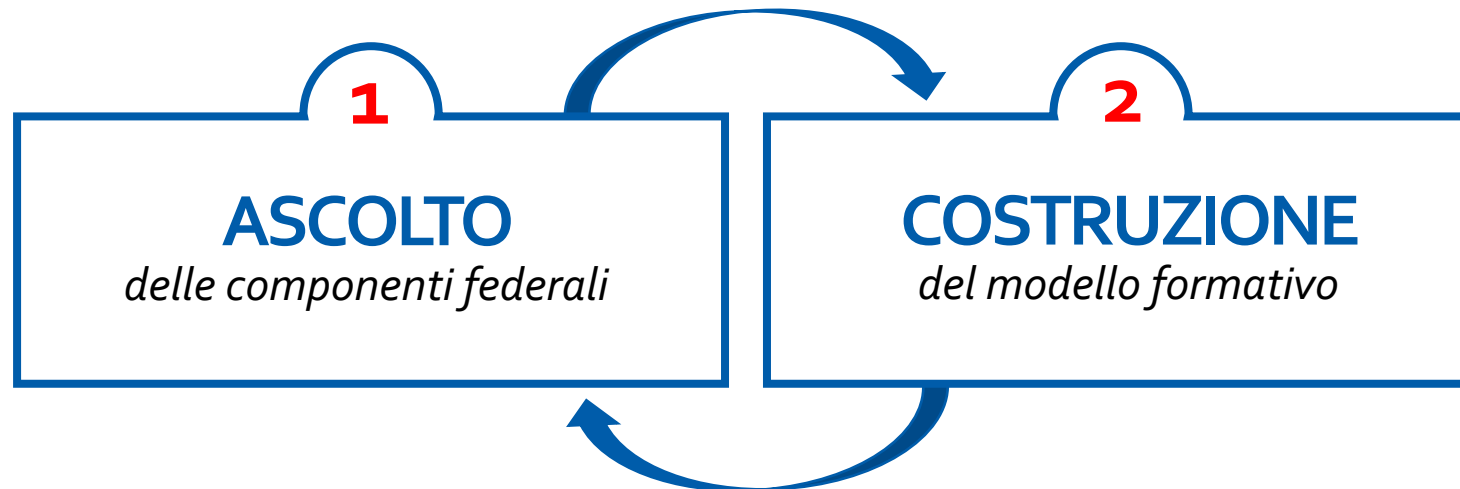 1
ASCOLTO
delle componenti federali
2
COSTRUZIONE
del modello formativo